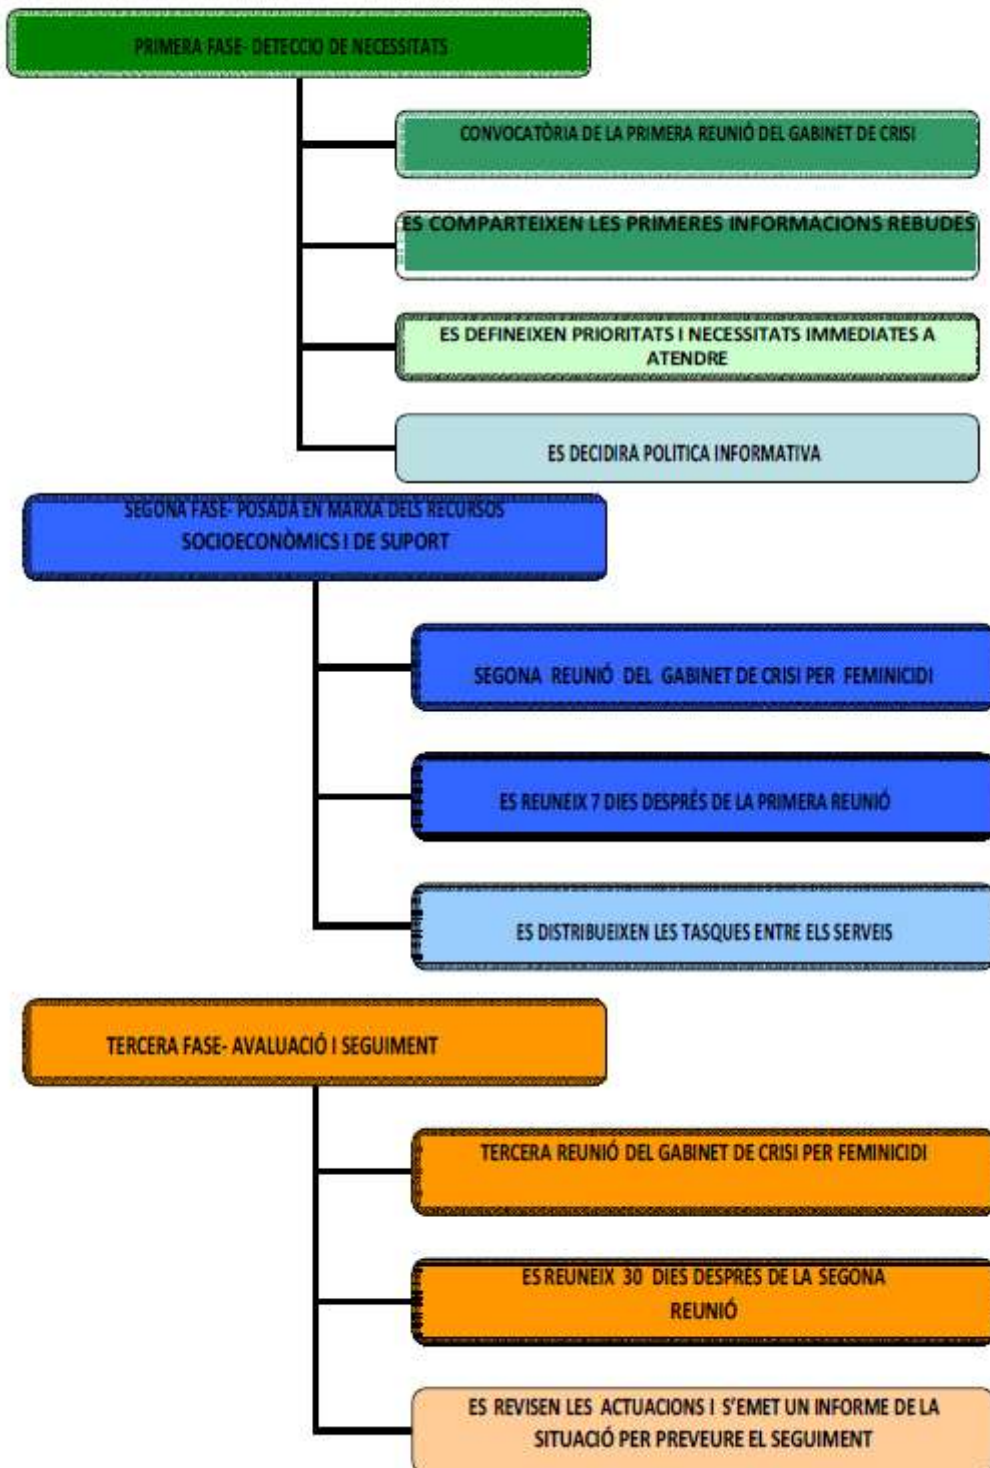 PRIMERA FASE- DETECCIO DE NECESSITATS
CONVOCATÒRIA DE LA PRIMERA REUNIÓ DEL GABINET DE CRISI
ES COMPARTEIXEN LES PRIMERES INFORMACIONS REBUDES
ES DEFINEIXEN PRIORITATS I NECESSITATS IMMEDIATES A
ATENDRE
ES DECIDIRÀ POLÍTICA INFORMATIVA
SEGONA FASE- POSADA EN MARXA DELS RECURSOS
SOCIOECONÒMICS I DE SUPORT
SEGONA REUNIÓ DEL GABINET DE CRISI PER FEMINICIDI
ES REUNEIX 7 DIES DESPRÉS DE LA PRIMERA REUNIÓ
ES DISTRIBUEIXEN LES TASQUES ENTRE ELS SERVEIS
TERCERA FASE- AVALUACIÓ I SEGUIMENT
TERCERA REUNIÓ DEL GABINET DE CRISI PER FEMINICIDI
ES REUNEIX 30 DIES DESPRÉS DE LA SEGONA
REUNIÓ
ES REVISEN LES ACTUACIONS I S'EMET UN INFORME DE LA
SITUACIÓ PER PREVEURE EL SEGUIMENT